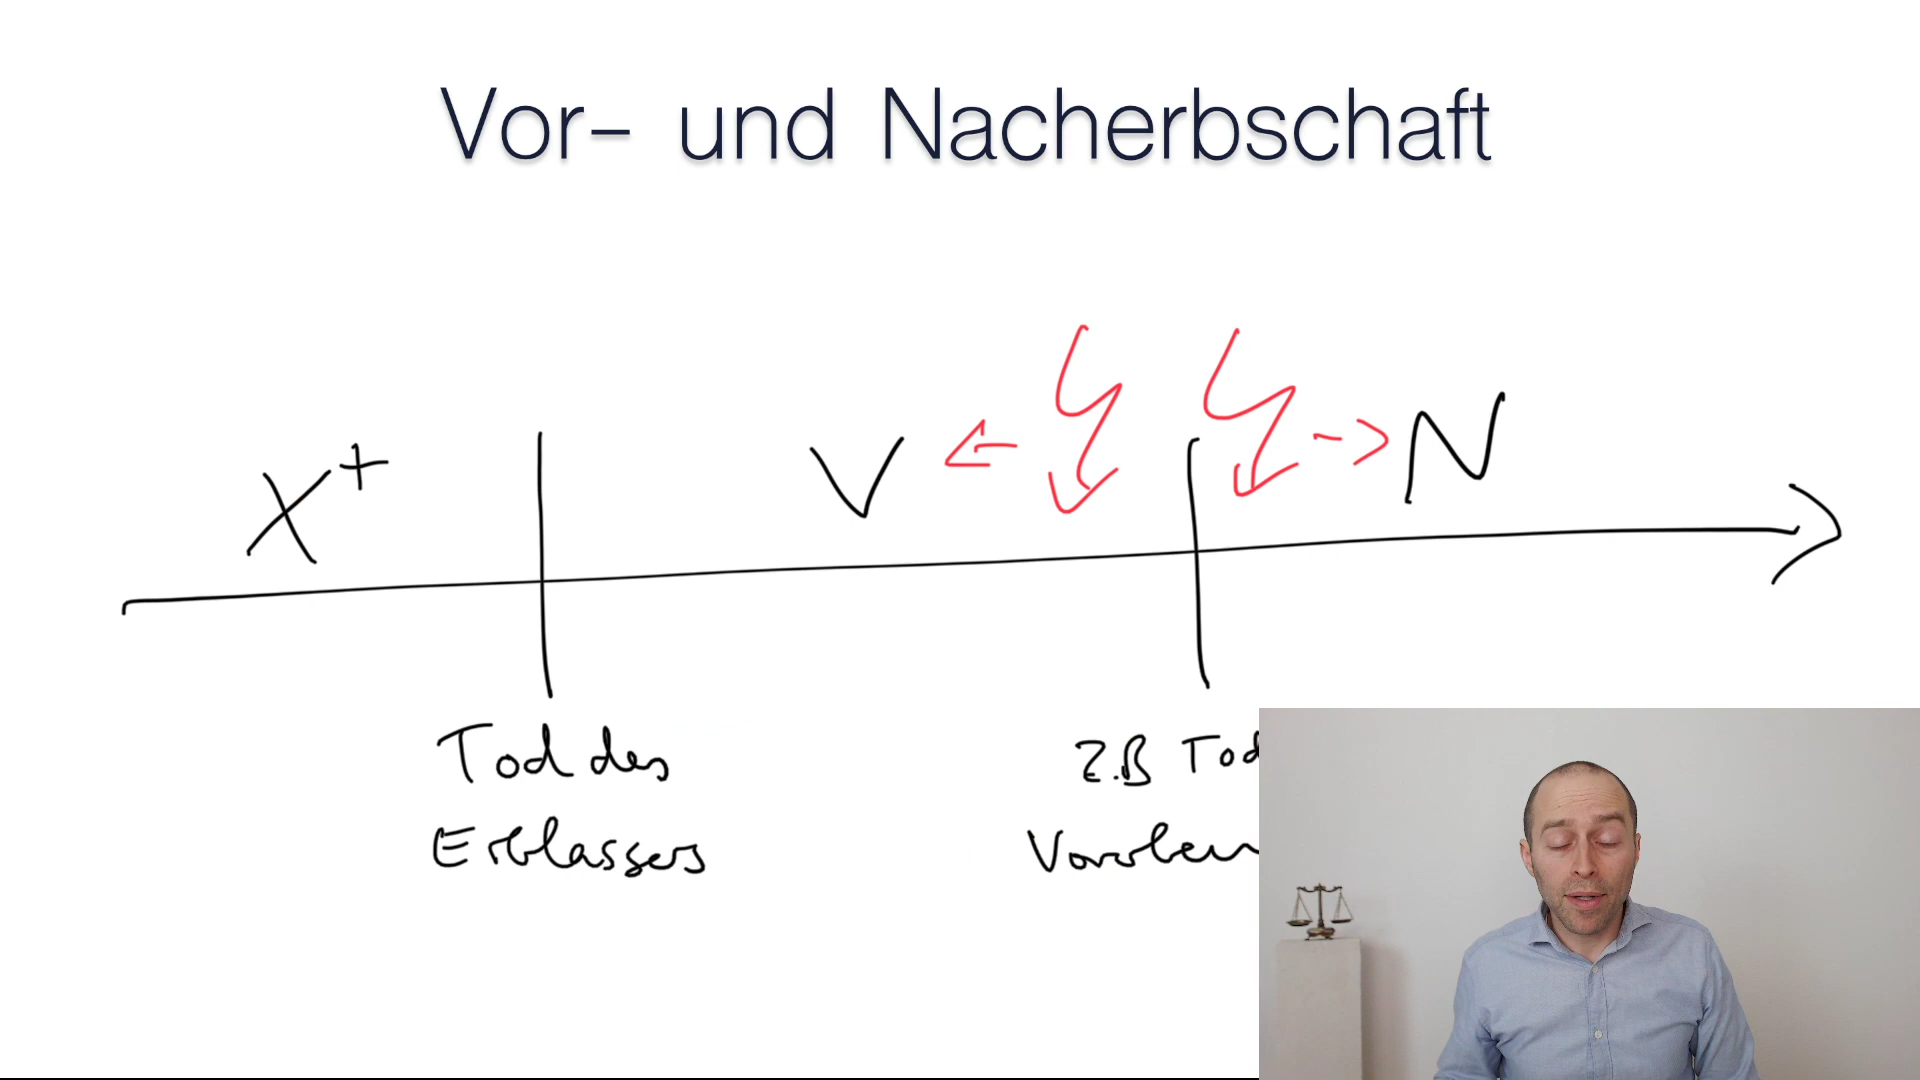 Vor- und Nacherbschaft
X+
V
N
Tod des
Erblassers
z.B Tod